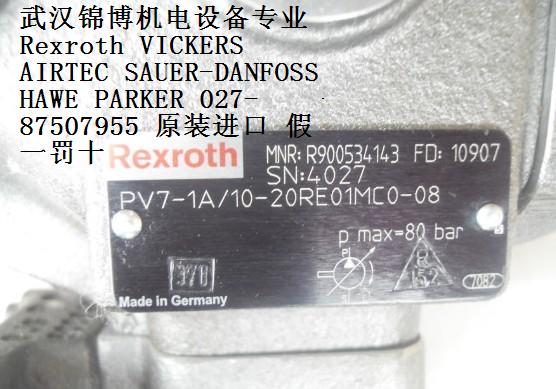 武汉锦博机电设备专业
Rexroth VICKERS
AIRTEC SAUER-DANFOSS
HAWE PARKER 027-
87507955 原装进口 假
一罚十
Rexroth MNR: R900534143 FD: 10907
SN:4027
PV7-1A/10-20RE01MC0-08
p max=80 bar
Made in Germany
7082